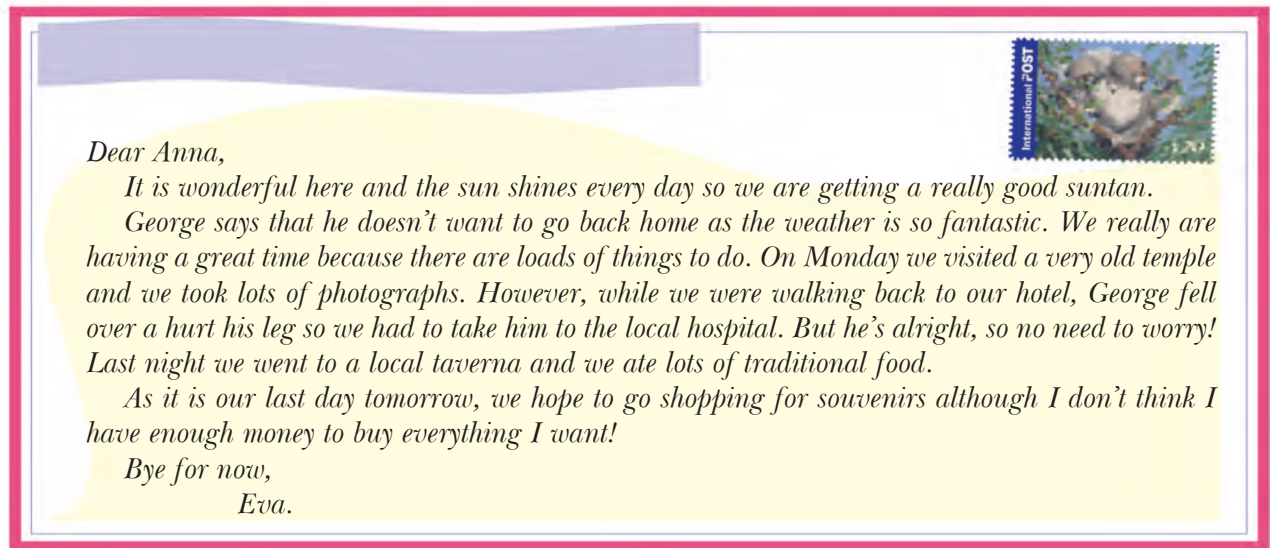 International POST
Dear Anna,
It is wonderful here and the sun shines every day so we are getting a really good suntan.
George says that he doesn't want to go back home as the weather is so fantastic. We really are
having a great time because there are loads of things to do. On Monday we visited a very old temple
and we took lots of photographs. However, while we were walking back to our hotel, George fell
over a hurt his leg so we had to take him to the local hospital. But he's alright, so no need to worry!
Last night we went to a local taverna and we ate lots of traditional food.
As it is our last day tomorrow, we hope to go shopping for souvenirs although I don't think I
have enough money to buy everything I want!
Bye for now,
Eva.